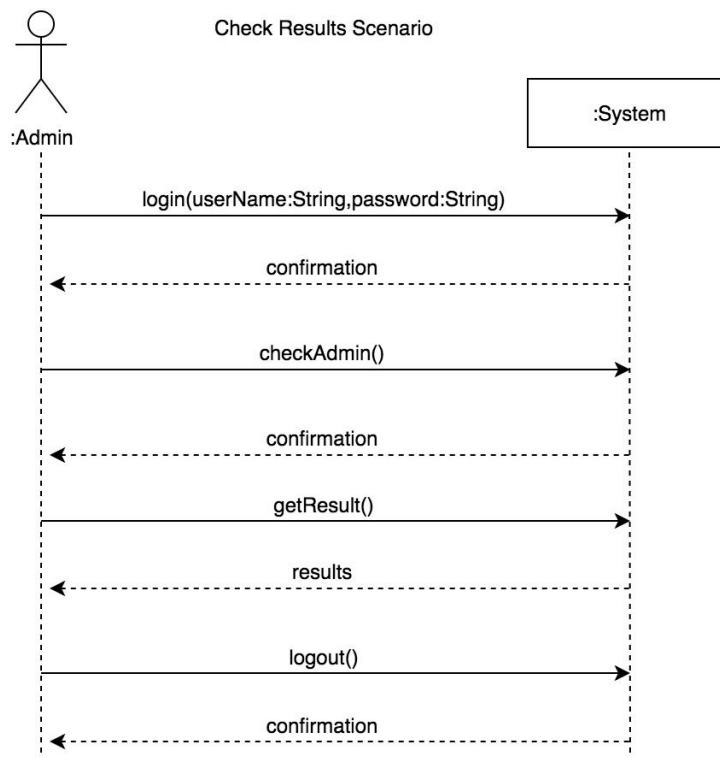 Check Results Scenario
:System
:Admin
login(userName:String,password:String)
confirmation
checkAdmin()
confirmation
getResult()
results
logout()
confirmation